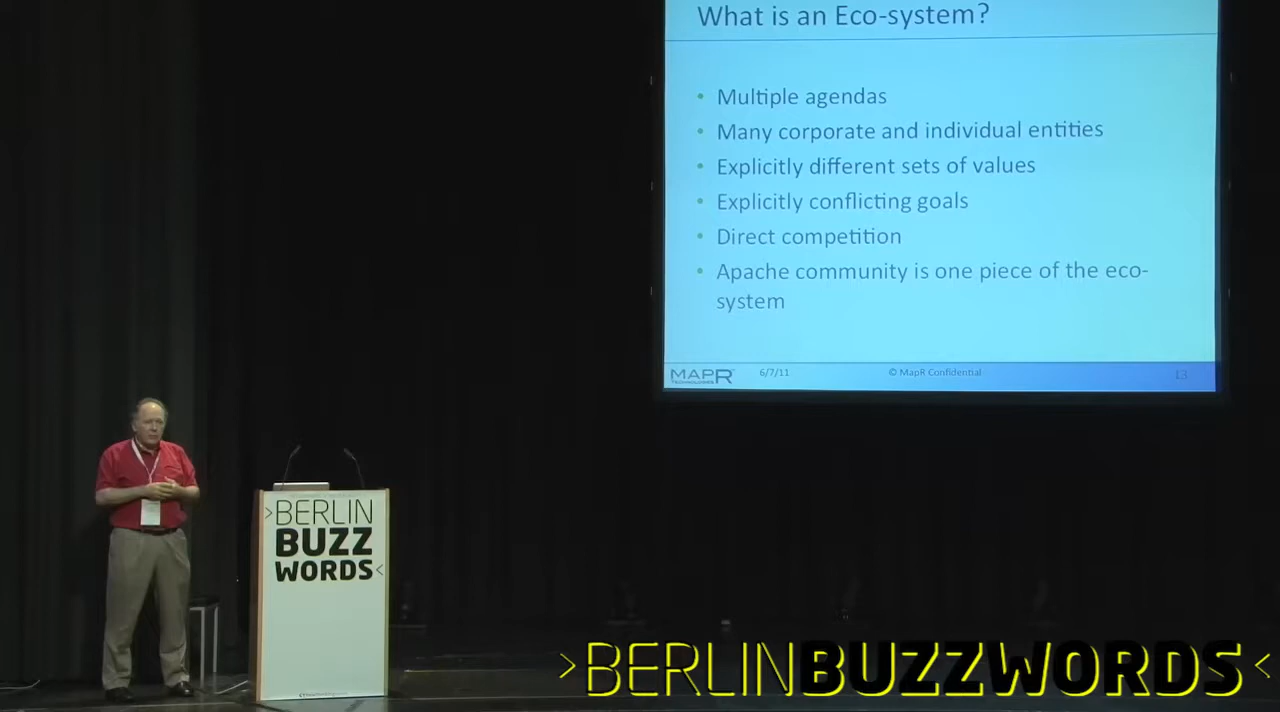 What is an Eco-system?
• Multiple agendas
• Many corporate and individual entities
• Explicitly different sets of values
• Explicitly conflicting goals
• Direct competition
• Apache community is one piece of the eco-
system
MAPR
TECHNOLOGIES
6/7/11
© MapR Confidential
13
>BERLIN
BUZZ
WORDS<
>BERLINBUZZWORDS<